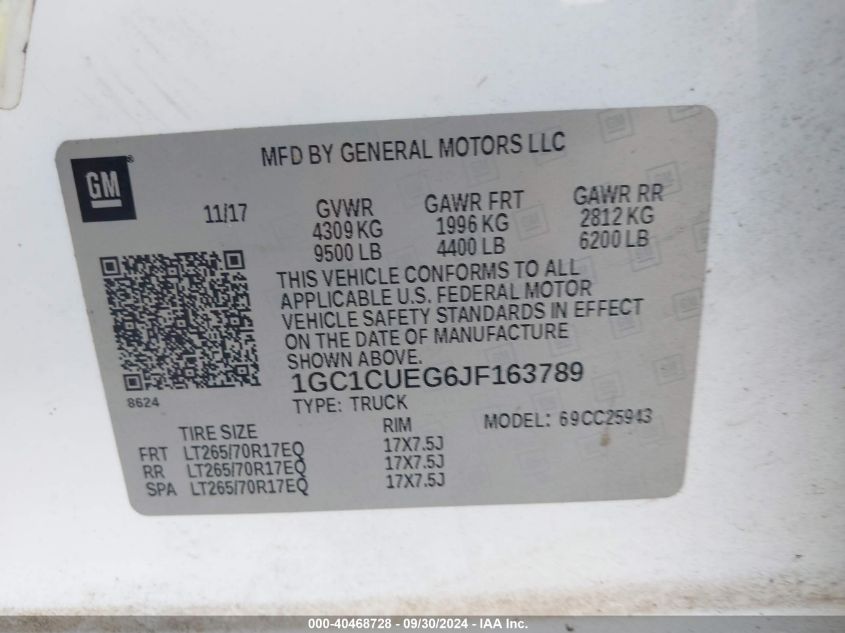 MFD BY GENERAL MOTORS LLC
GM
11/17
GVWR GAWR FRT GAWR RR
4309 KG 1996 KG 2812 KG
9500 LB 4400 LB 6200 LB
THIS VEHICLE CONFORMS TO ALL
APPLICABLE U.S. FEDERAL MOTOR
VEHICLE SAFETY STANDARDS IN EFFECT
ON THE DATE OF MANUFACTURE
SHOWN ABOVE.
8624
1GC1CUEG6JF163789
TYPE: TRUCK
MODEL: 69CC25943
TIRE SIZE RIM
FRT LT265/70R17EQ 17X7.5J
RR LT265/70R17EQ 17X7.5J
SPA LT265/70R17EQ 17X7.5J
000-40468728 - 09/30/2024 - IAA Inc.